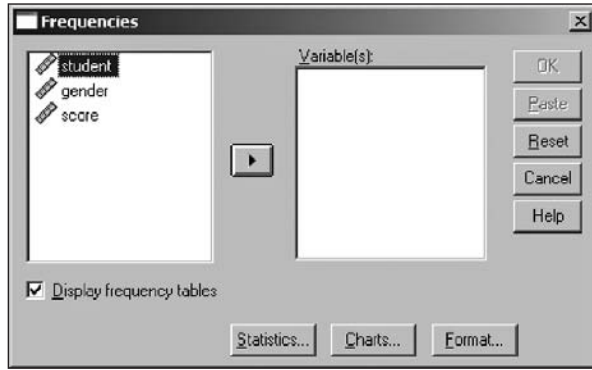 Frequencies
student
gender
score
Variable(s):
OK
Paste
Reset
Cancel
Help
Display frequency tables
Statistics...
Charts...
Format...